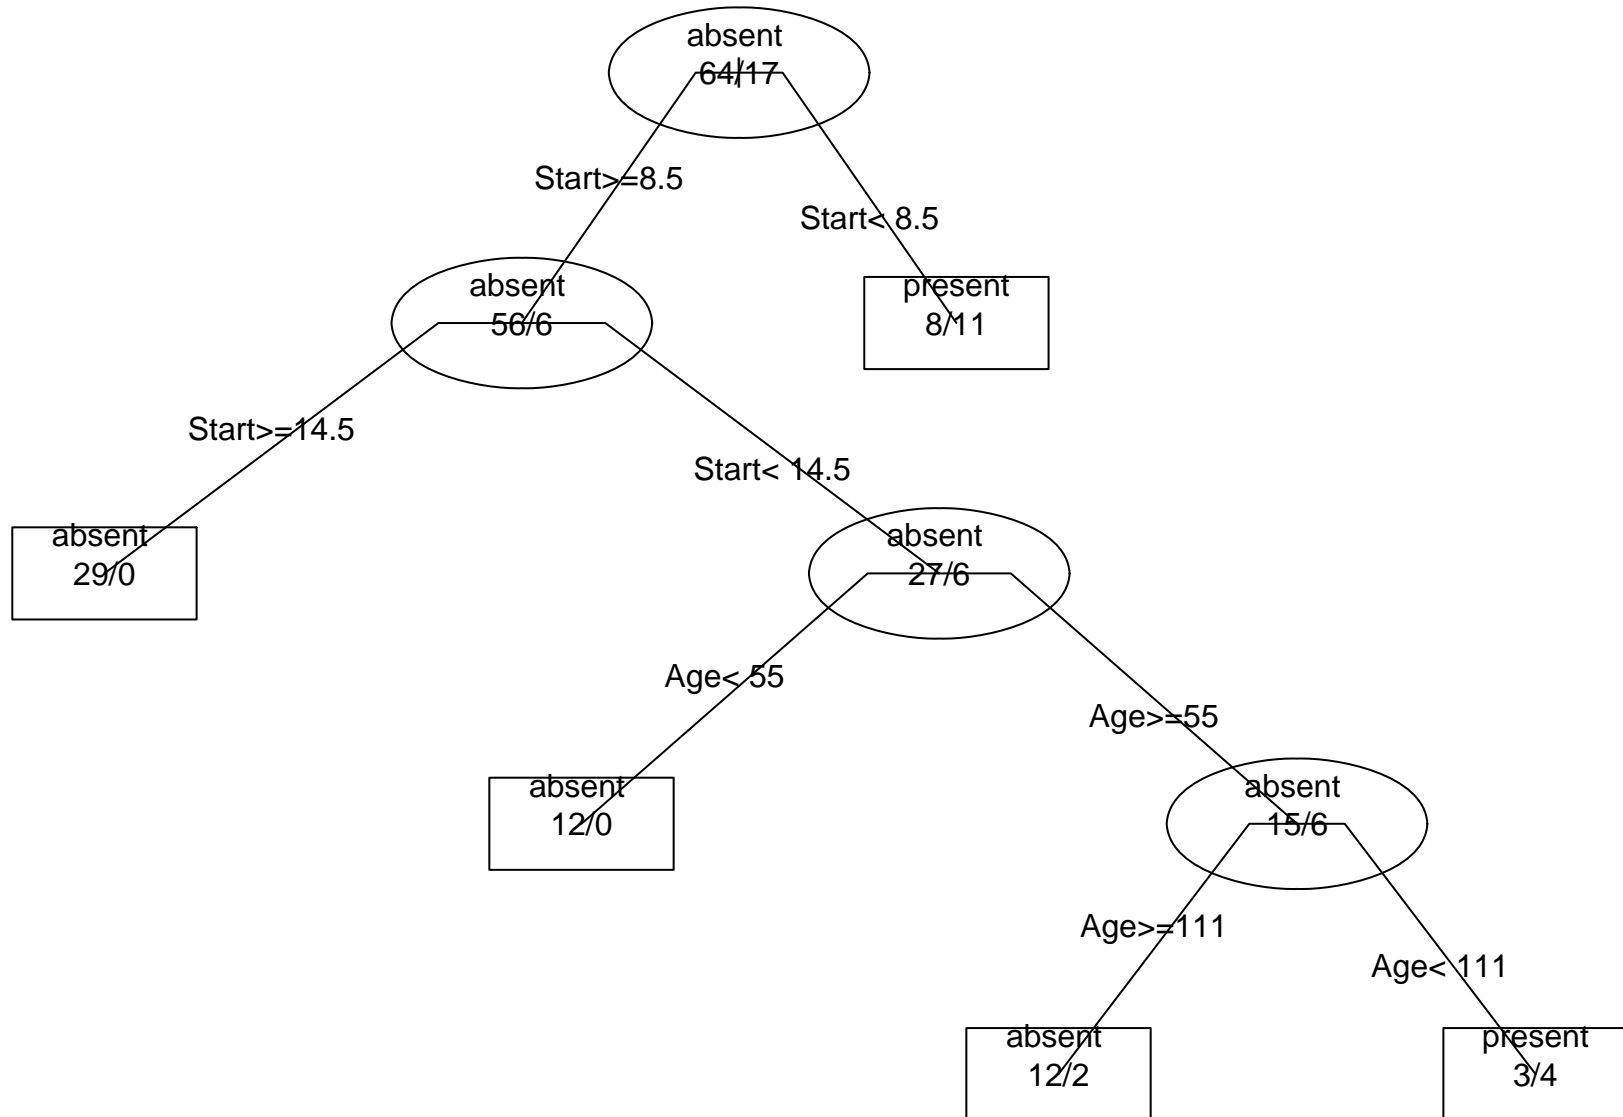 absent
64/17
Start>=8.5
Start< 8.5
absent
56/6
present
8/11
Start>=14.5
Start< 14.5
absent
29/0
absent
27/6
Age< 55
Age>=55
absent
12/0
absent
15/6
Age>=111
Age< 111
absent
12/2
present
3/4